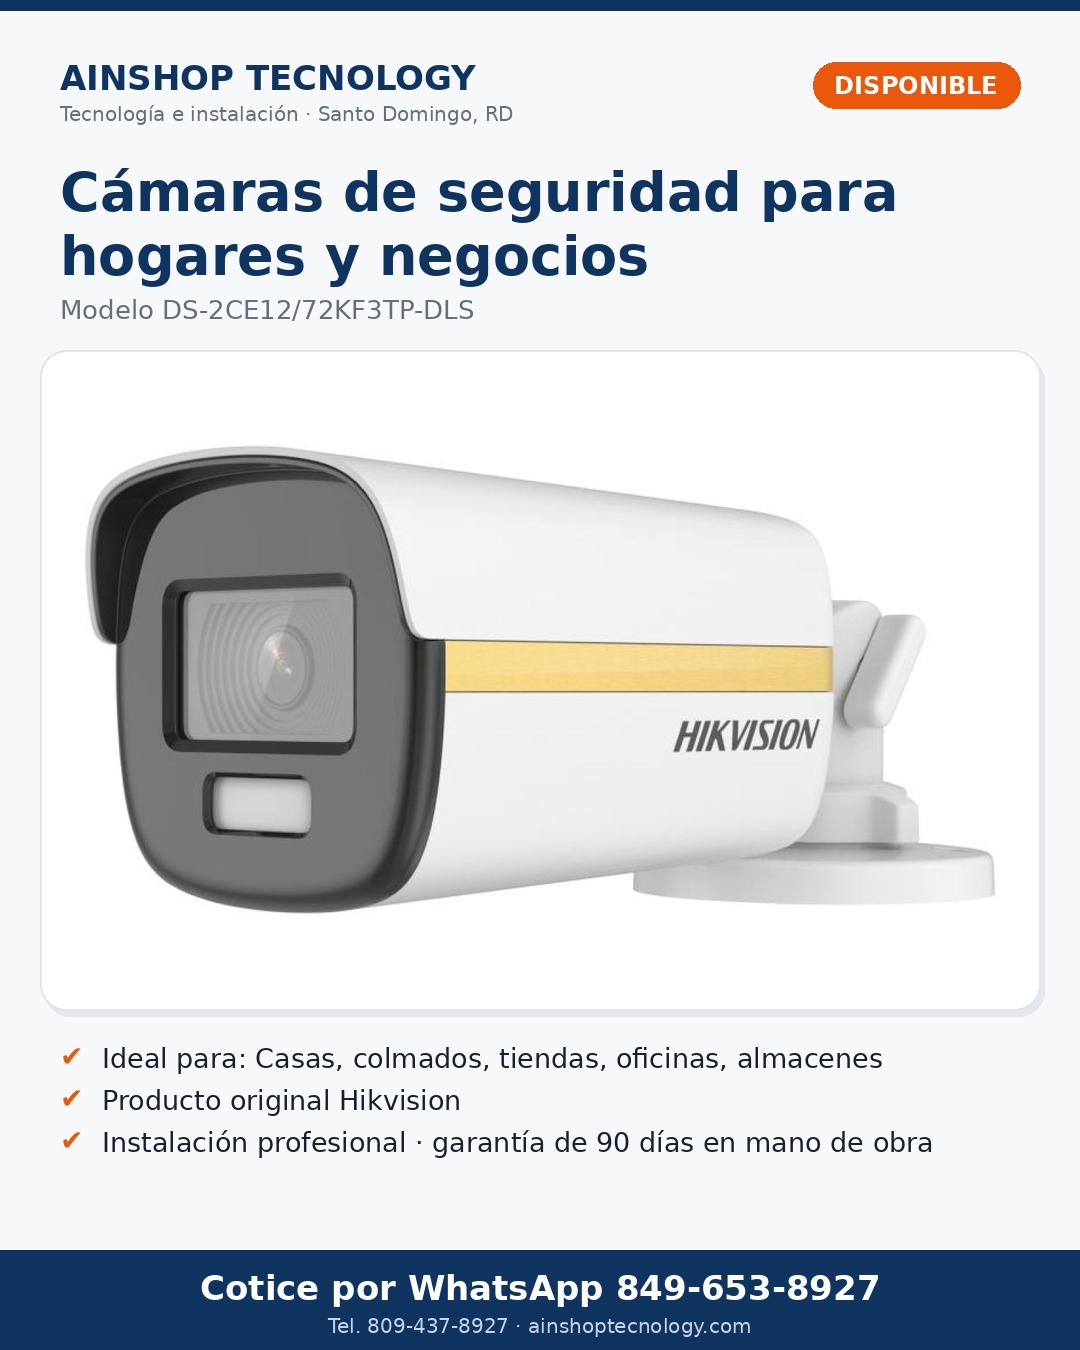 AINSHOP TECNOLOGY
Tecnología e instalación · Santo Domingo, RD
DISPONIBLE
Cámaras de seguridad para
hogares y negocios
Modelo DS-2CE12/72KF3TP-DLS
HIKVISION
✔ Ideal para: Casas, colmados, tiendas, oficinas, almacenes
✔ Producto original Hikvision
✔ Instalación profesional · garantía de 90 días en mano de obra
Cotice por WhatsApp 849-653-8927
Tel. 809-437-8927 · ainshoptecnology.com